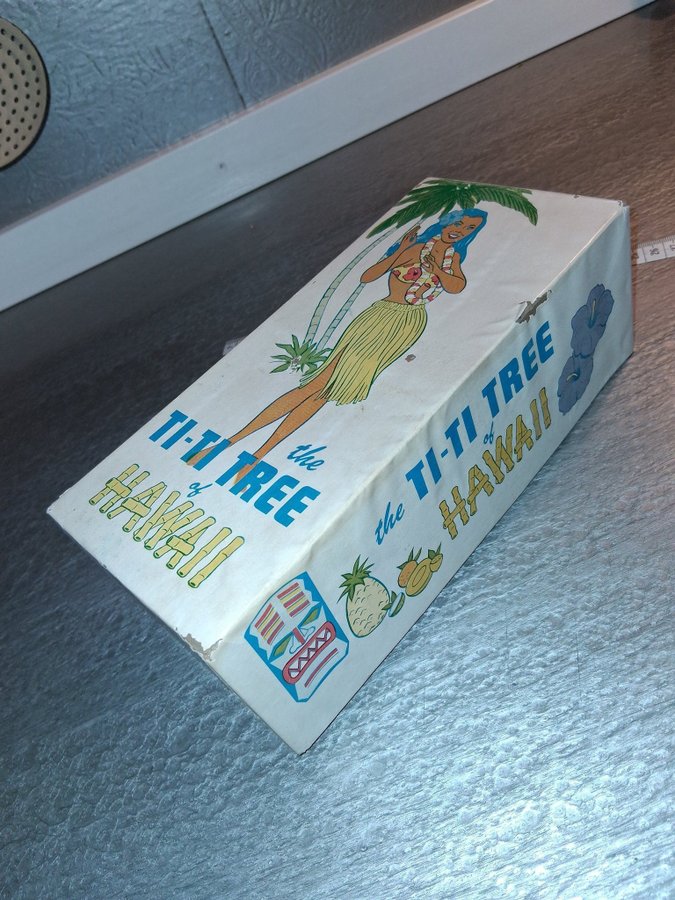 the
TI-TI TREE
of
HAWAII
the
TI-TI TREE
of
HAWAII